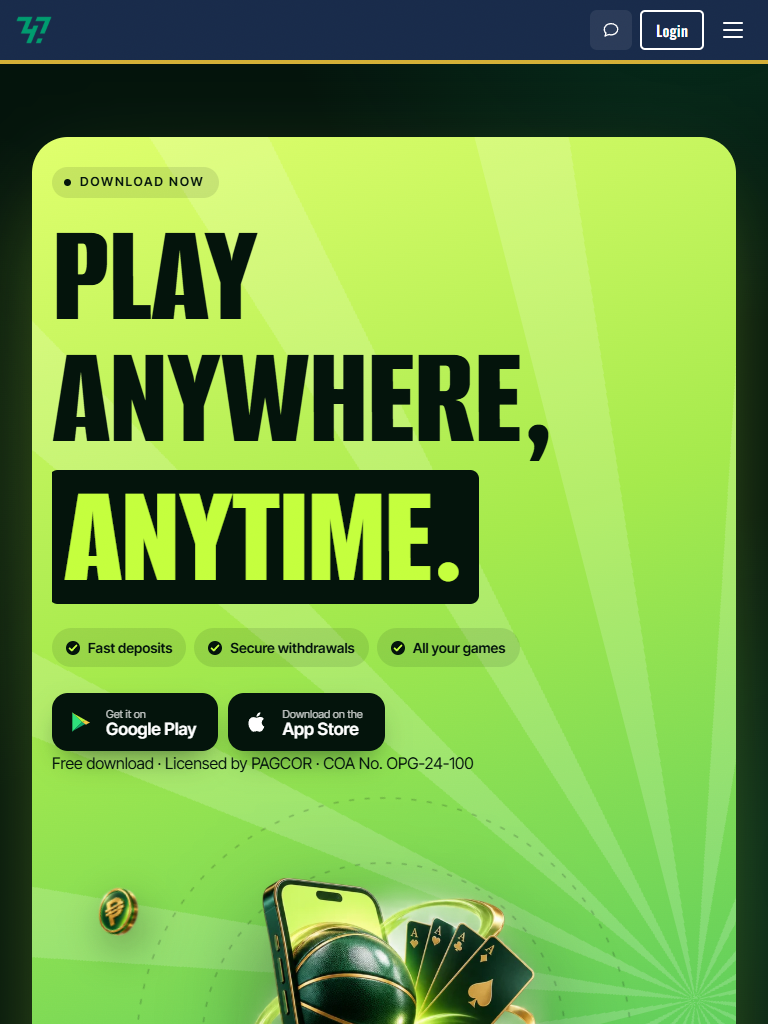 747
Login
DOWNLOAD NOW
PLAY
ANYWHERE,
ANYTIME.
Fast deposits
Secure withdrawals
All your games
Get it on
Google Play
Download on the
App Store
Free download · Licensed by PAGCOR · COA No. OPG-24-100
A
A
A
A